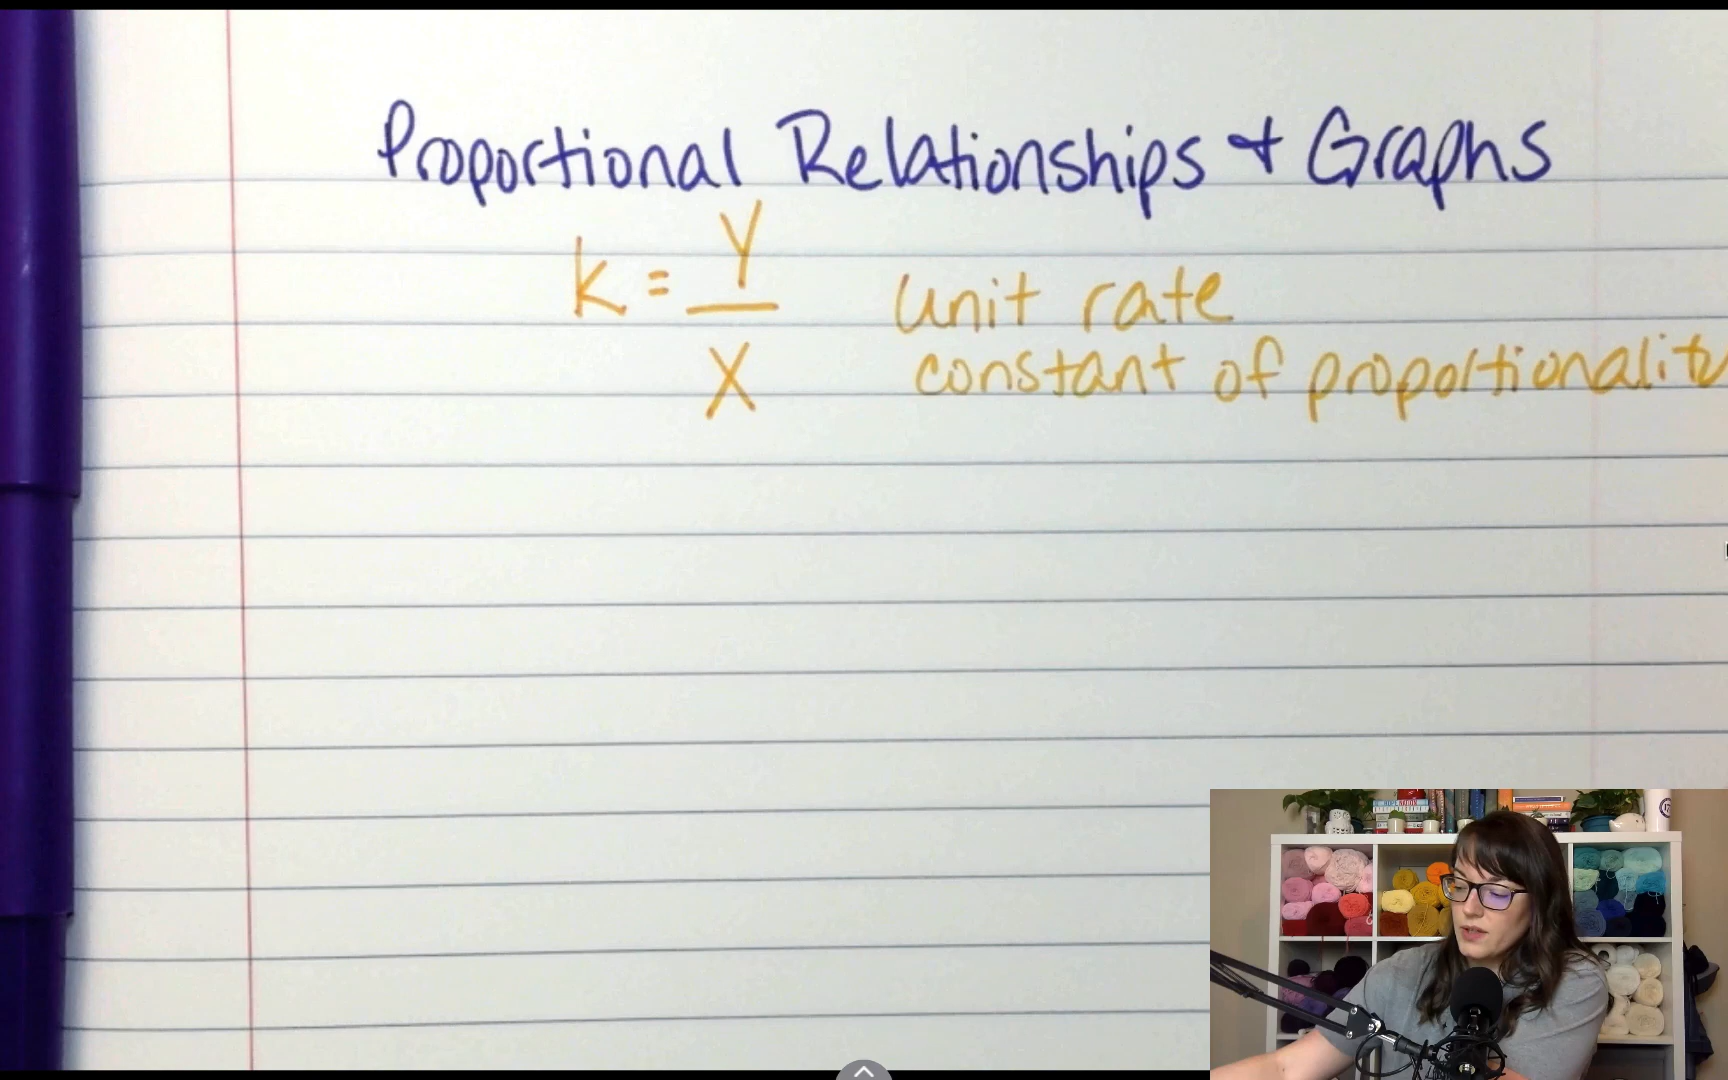 Proportional Relationships + Graphs
k = Y/X
unit rate
constant of proportionality